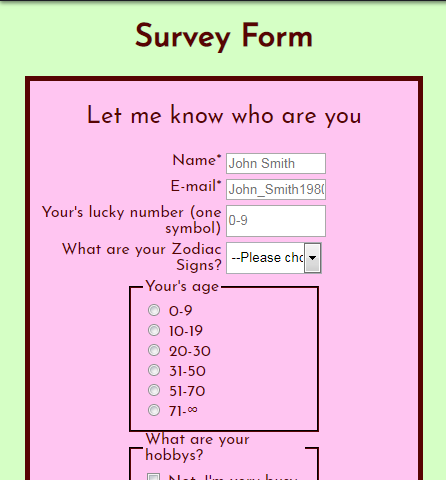 Survey Form
Let me know who are you
Name*
John Smith
E-mail*
John_Smith1980
Your's lucky number (one
symbol)
0-9
What are your Zodiac
Signs?
--Please cho
Your's age
0-9
10-19
20-30
31-50
51-70
71-∞
What are your
hobbys?
Not, I'm very busy